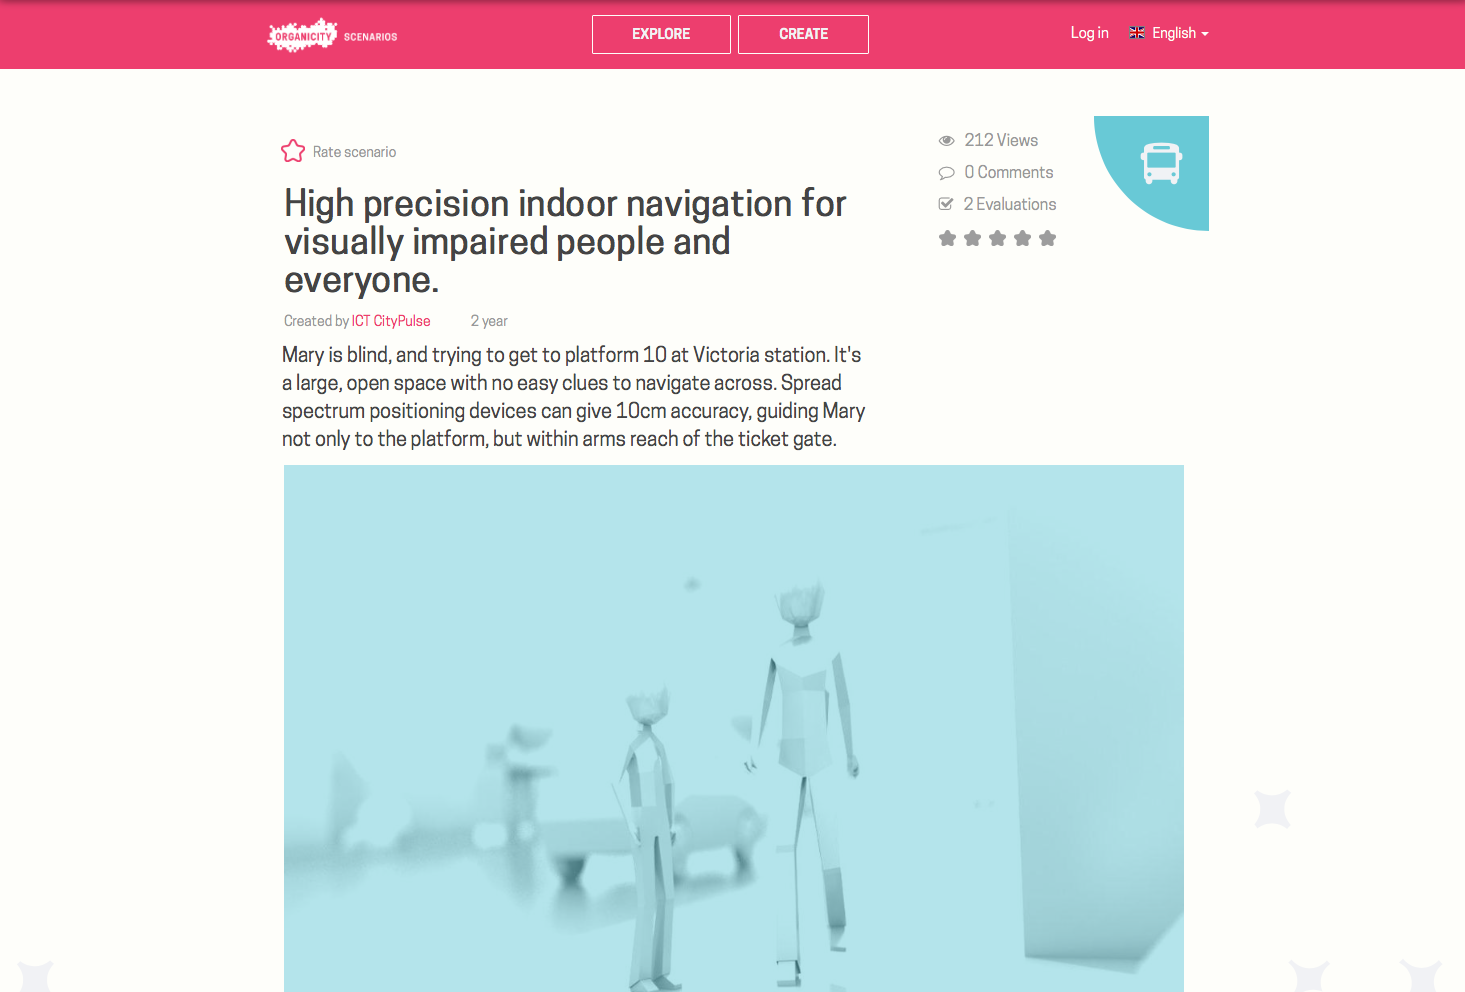 ORGANICITY SCENARIOS
EXPLORE
CREATE
Log in
English
Rate scenario
212 Views
0 Comments
2 Evaluations
High precision indoor navigation for
visually impaired people and
everyone.
Created by ICT CityPulse 2 year
Mary is blind, and trying to get to platform 10 at Victoria station. It's
a large, open space with no easy clues to navigate across. Spread
spectrum positioning devices can give 10cm accuracy, guiding Mary
not only to the platform, but within arms reach of the ticket gate.